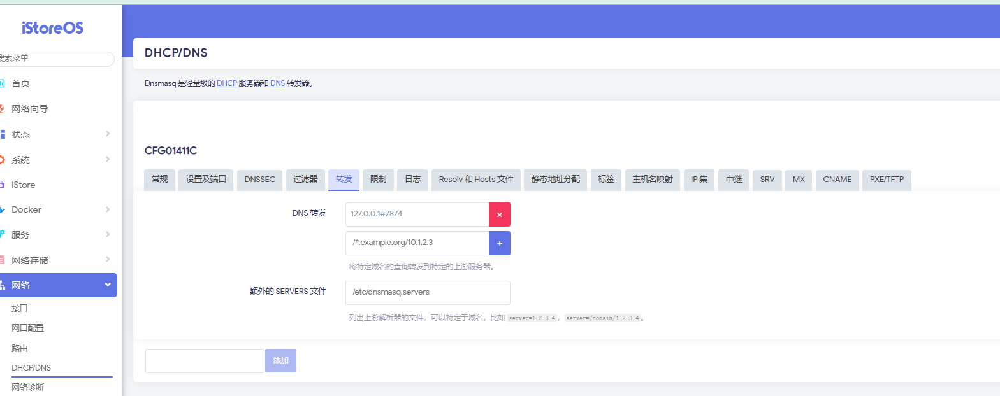 iStoreOS
搜索菜单
首页
网络向导
状态
系统
iStore
Docker
服务
网络存储
网络
接口
网口配置
路由
DHCP/DNS
网络诊断
DHCP/DNS
Dnsmasq 是轻量级的 DHCP 服务器和 DNS 转发器。
CFG01411C
常规 设置及端口 DNSSEC 过滤器 转发 限制 日志 Resolv 和 Hosts 文件 静态地址分配 标签 主机名映射 IP 集 中继 SRV MX CNAME PXE/TFTP
DNS 转发 127.0.0.1#7874 ×
/*.example.org/10.1.2.3 +
将特定域名的查询转发到特定的上游服务器。
额外的 SERVERS 文件 /etc/dnsmasq.servers
列出上游解析器的文件，可以特定于域名，比如 server=1.2.3.4，server=/domain/1.2.3.4。
添加